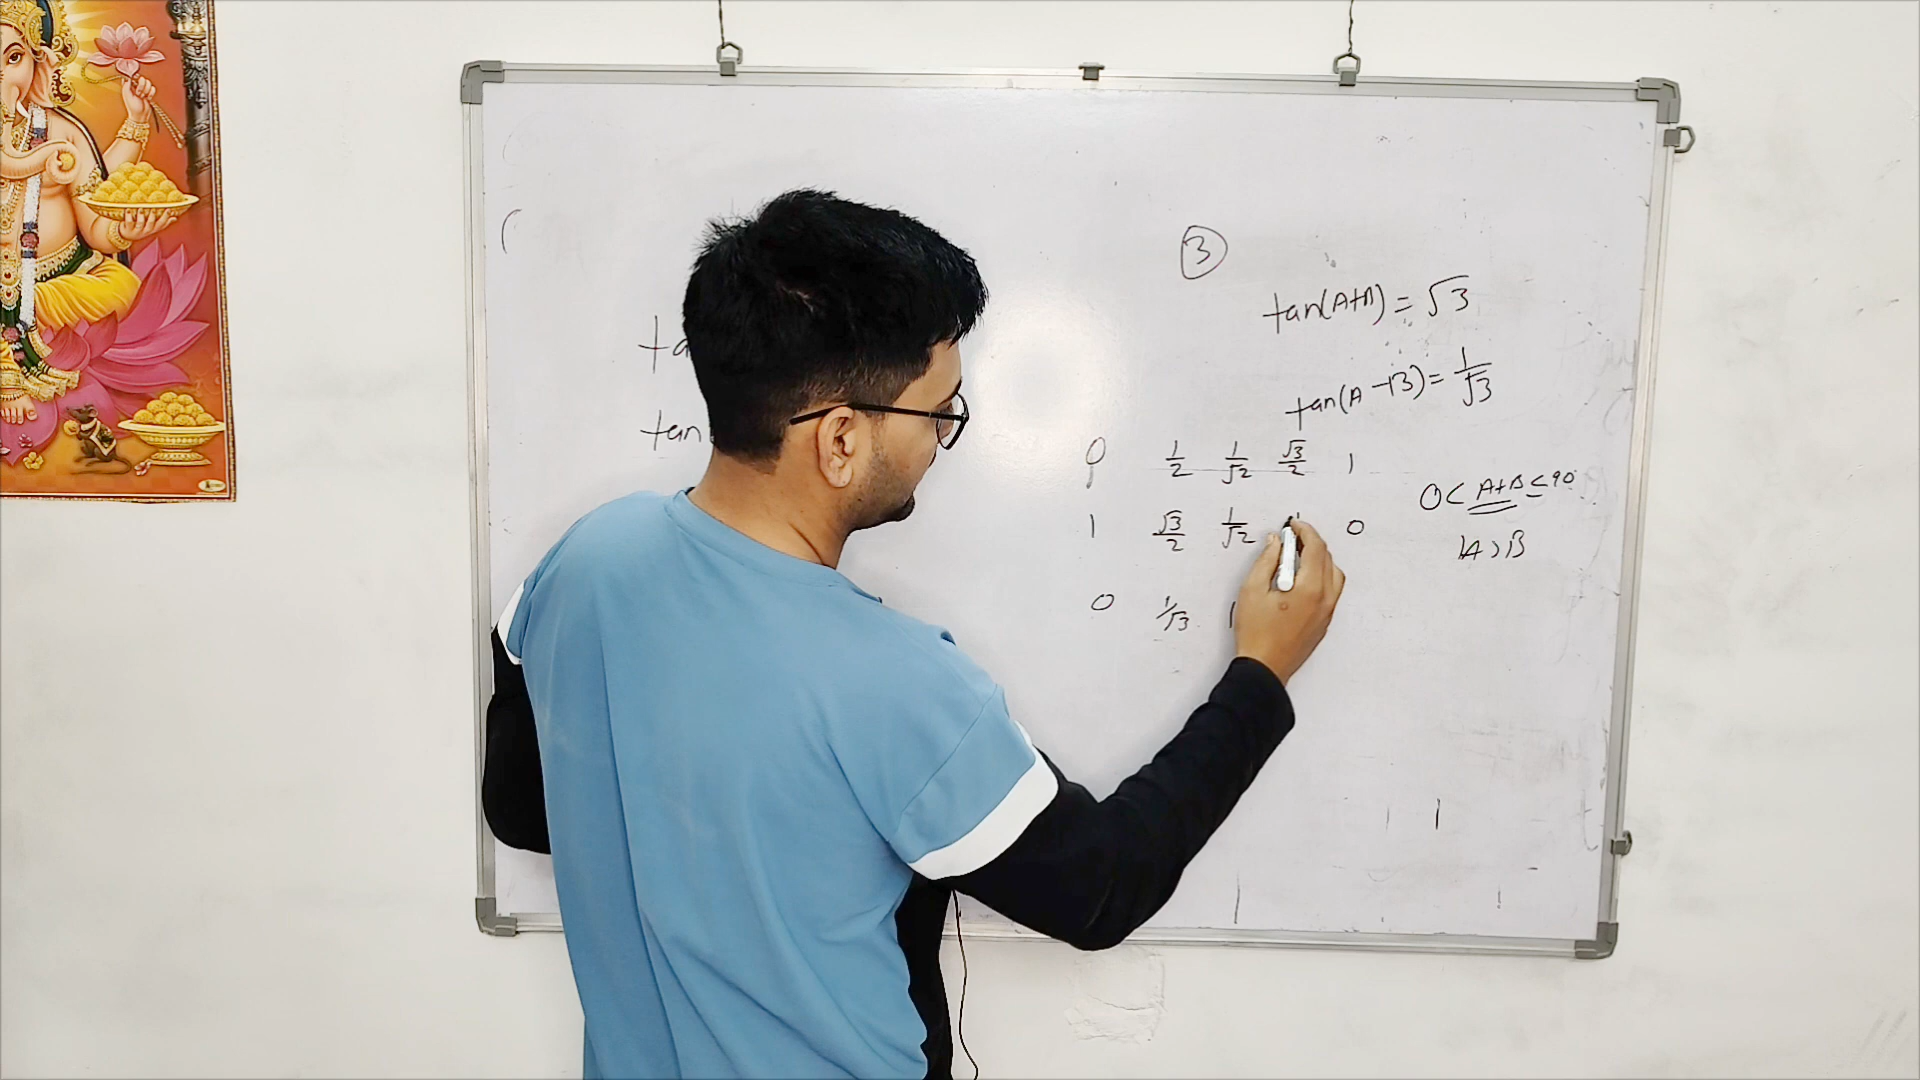 3
tan(A+B) = √3
tan(A-B) = 1/√3
0 1/2 1/√2 √3/2 1
1 √3/2 1/√2 0
0 1/√3 1
0 < A+B ≤ 90
A > B
tan